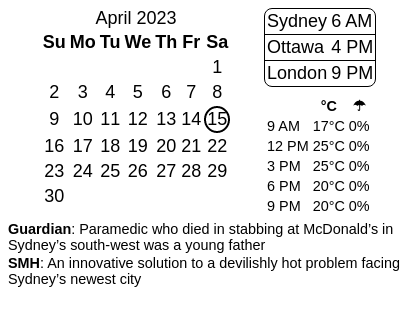 April 2023
Su Mo Tu We Th Fr Sa
1
2 3 4 5 6 7 8
9 10 11 12 13 14 15
16 17 18 19 20 21 22
23 24 25 26 27 28 29
30
Sydney 6 AM
Ottawa 4 PM
London 9 PM
°C ☂
9 AM 17°C 0%
12 PM 25°C 0%
3 PM 25°C 0%
6 PM 20°C 0%
9 PM 20°C 0%
Guardian: Paramedic who died in stabbing at McDonald's in
Sydney's south-west was a young father
SMH: An innovative solution to a devilishly hot problem facing
Sydney's newest city